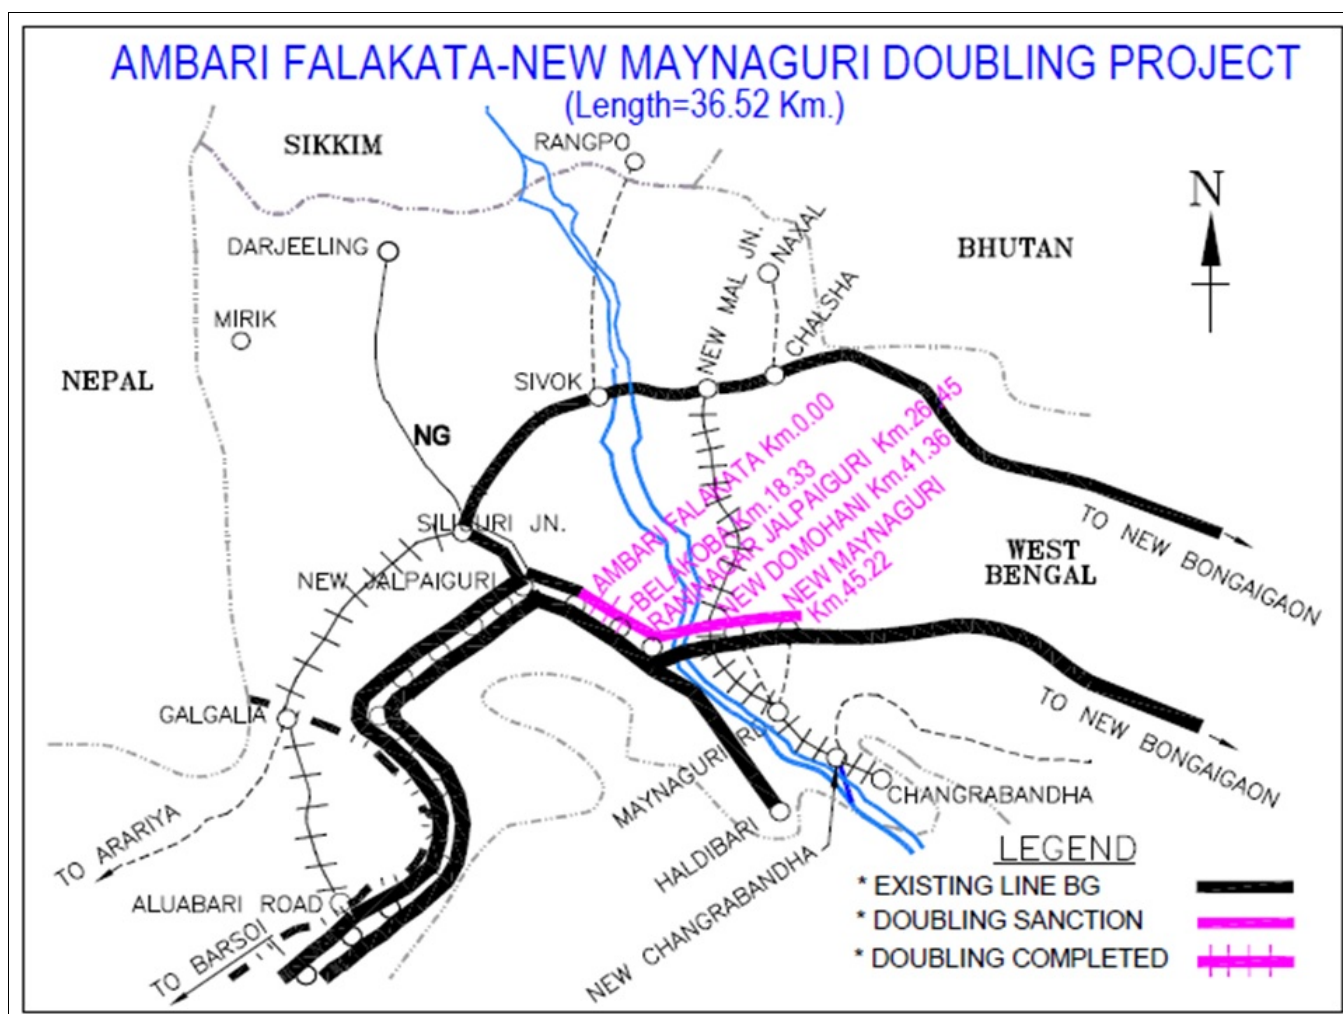 AMBARI FALAKATA-NEW MAYNAGURI DOUBLING PROJECT
(Length=36.52 Km.)
SIKKIM
RANGPO
N
DARJEELING
NEW MAL JN.
NAXAL
BHUTAN
MIRIK
CHALSHA
NEPAL
SIVOK
NG
AMBARI FALAKATA Km.0.00
BELAKOBA Km.18.33
RANINAGAR JALPAIGURI
NEW DOMOHANI Km.41.36
NEW MAYNAGURI
Km.45.22
SILIGURI JN.
TO NEW BONGAIGAON
WEST
BENGAL
NEW JALPAIGURI
GALGALIA
TO NEW BONGAIGAON
MAYNAGURI RD.
CHANGRABANDHA
TO ARARIYA
HALDIBARI
ALUABARI ROAD
NEW CHANGRABANDHA
TO BARSOI
LEGEND
* EXISTING LINE BG
* DOUBLING SANCTION
* DOUBLING COMPLETED